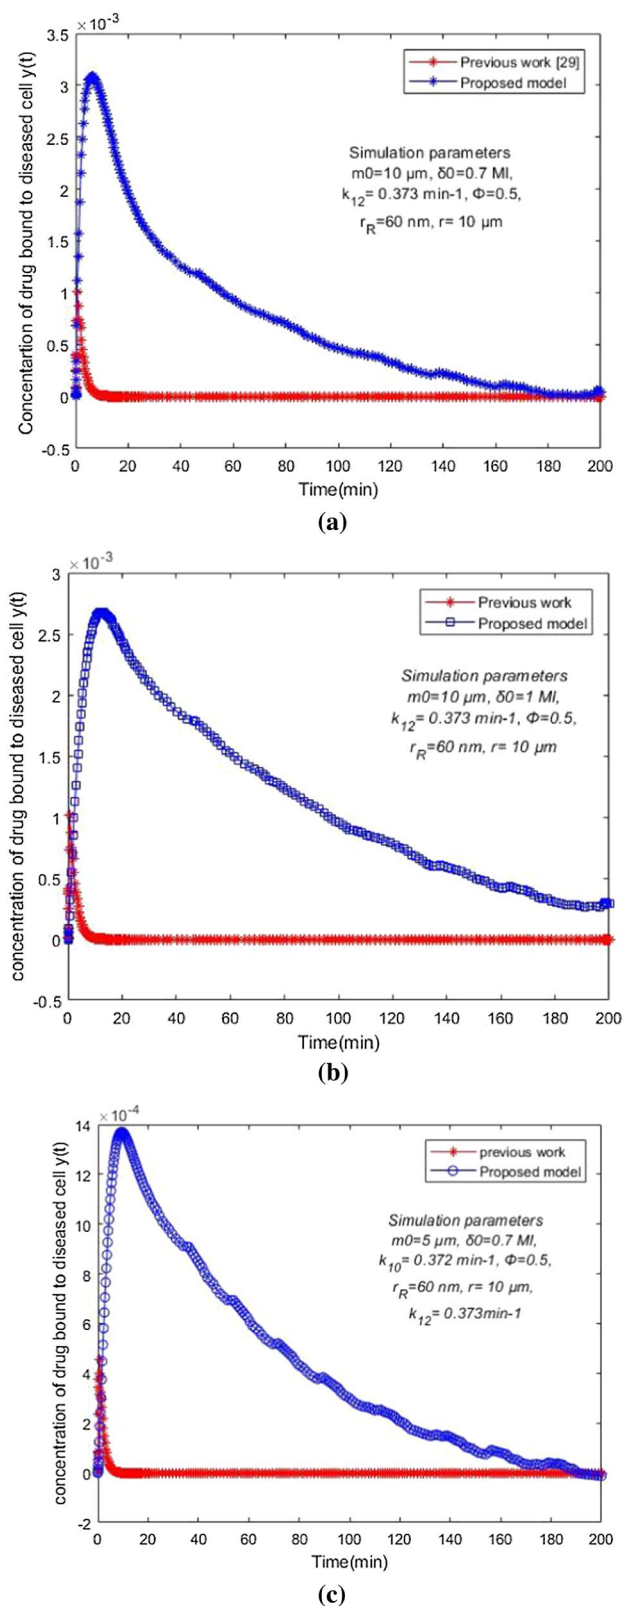 ×10⁻³
3.5
3
2.5
2
1.5
1
0.5
0
-0.5
Concentartion of drug bound to diseased cell y(t)
Previous work [29]
Proposed model
Simulation parameters
m0=10 µm, δ0=0.7 Ml,
k₁₂= 0.373 min-1, Φ=0.5,
r_R=60 nm, r= 10 µm
0 20 40 60 80 100 120 140 160 180 200
Time(min)
(a)
×10⁻³
3
2.5
2
1.5
1
0.5
0
-0.5
concentration of drug bound to diseased cell y(t)
Previous work
Proposed model
Simulation parameters
m0=10 µm, δ0=1 Ml,
k₁₂= 0.373 min-1, Φ=0.5,
r_R=60 nm, r= 10 µm
0 20 40 60 80 100 120 140 160 180 200
Time(min)
(b)
×10⁻⁴
14
12
10
8
6
4
2
0
-2
concentration of drug bound to diseased cell y(t)
previous work
Proposed model
Simulation parameters
m0=5 µm, δ0=0.7 Ml,
k₁₀= 0.372 min-1, Φ=0.5,
r_R=60 nm, r= 10 µm,
k₁₂= 0.373min-1
0 20 40 60 80 100 120 140 160 180 200
Time(min)
(c)